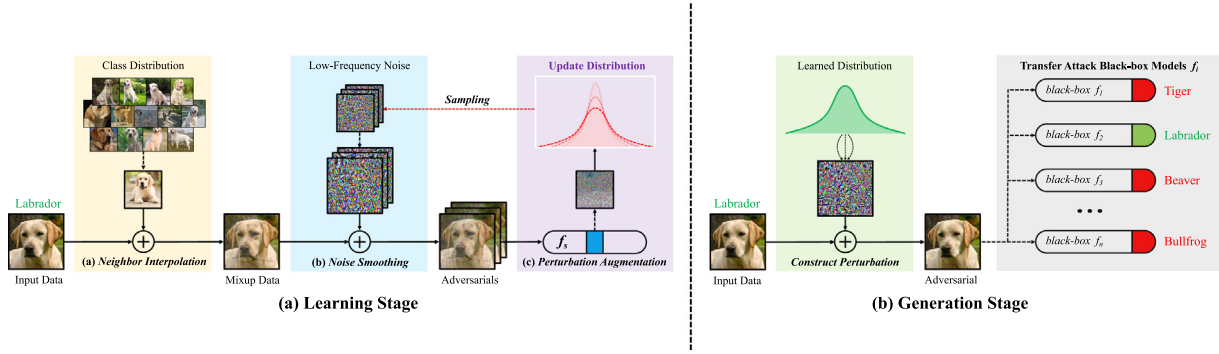 Class Distribution
Low-Frequency Noise
Update Distribution
Sampling
Labrador
f_s
(a) Neighbor Interpolation
(b) Noise Smoothing
(c) Perturbation Augmentation
Input Data
Mixup Data
Adversarials
(a) Learning Stage
Learned Distribution
Transfer Attack Black-box Models f_i
black-box f_1
Tiger
black-box f_2
Labrador
black-box f_3
Beaver
• • •
black-box f_n
Bullfrog
Labrador
Construct Perturbation
Input Data
Adversarial
(b) Generation Stage